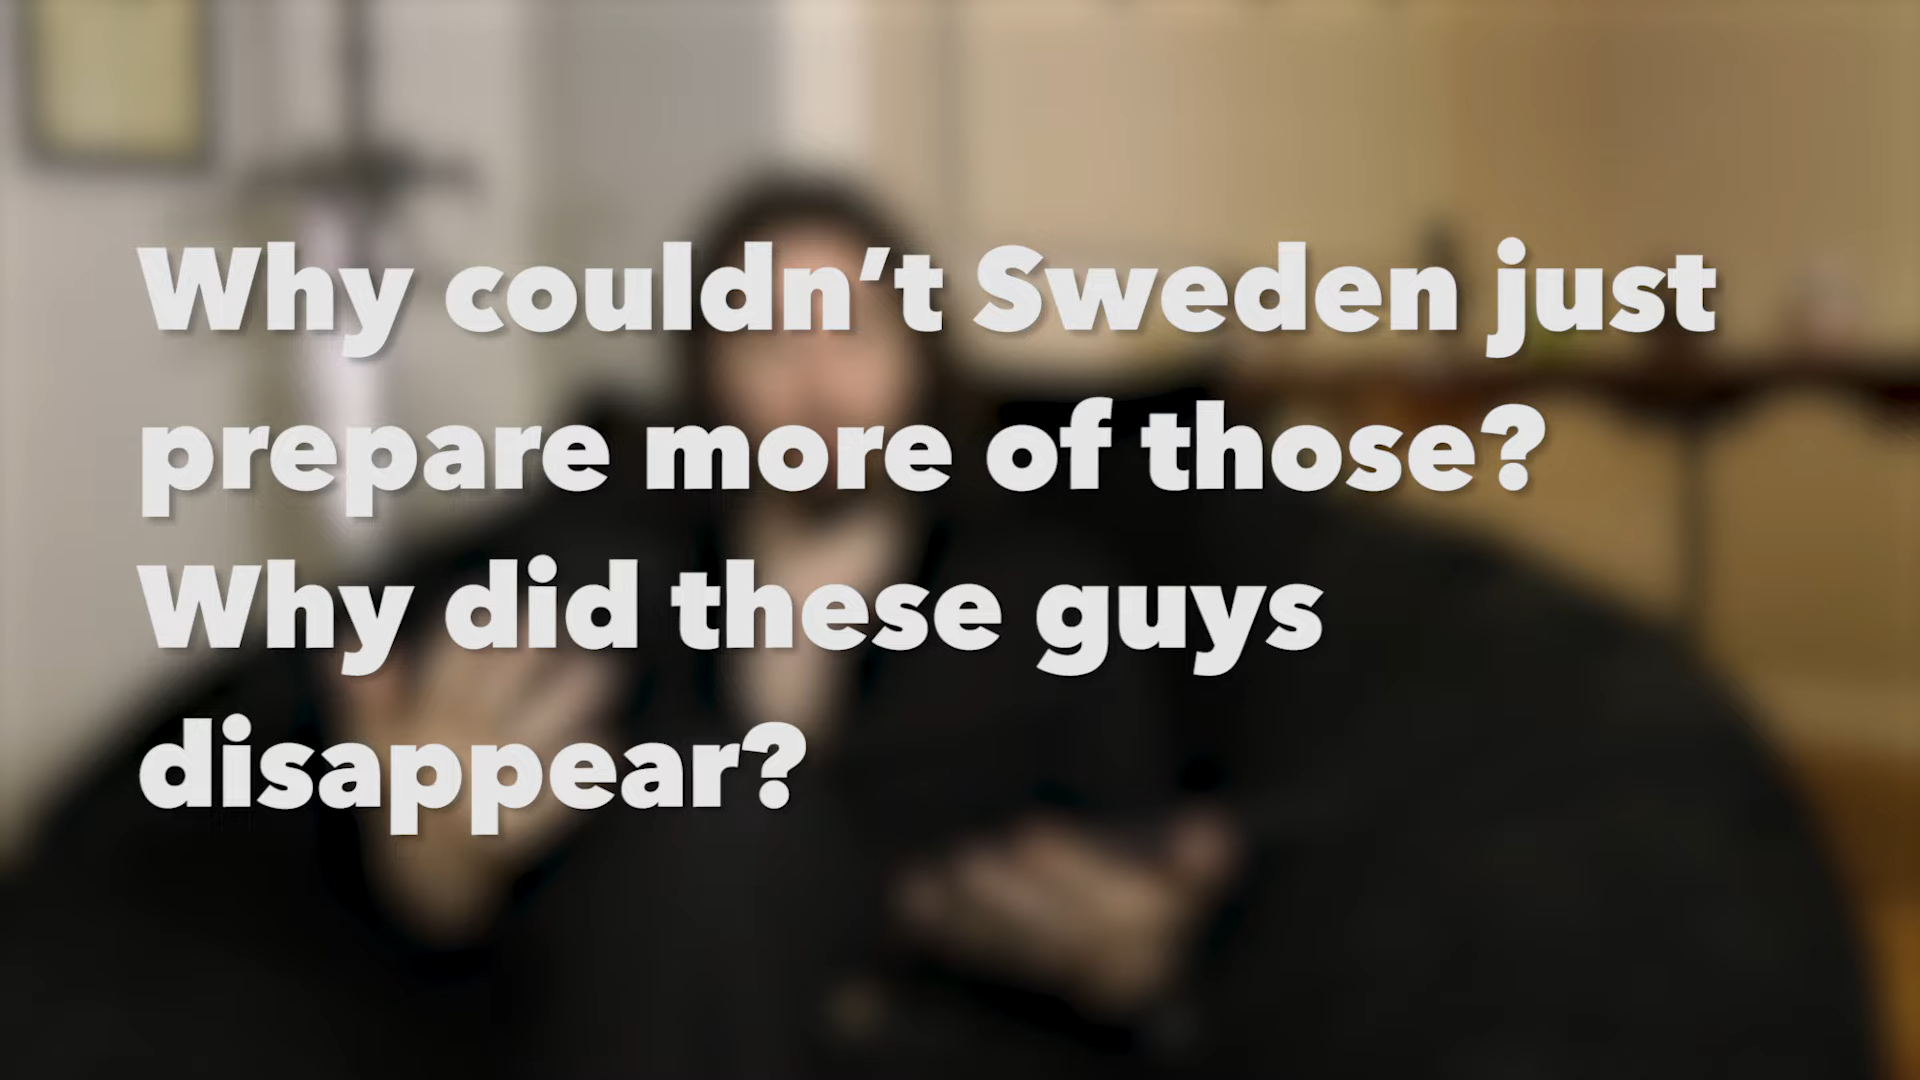 Why couldn’t Sweden just
prepare more of those?
Why did these guys
disappear?